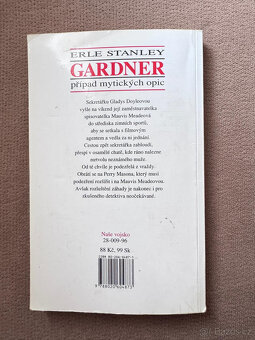 ERLE STANLEY
GARDNER
případ mytických opic
Sekretářku Gladys Doyleovou
vyšle na víkend její zaměstnavatelka
spisovatelka Mauvis Meadeová
do střediska zimních sportů,
aby se setkala s filmovým
agentem a vedla za ni jednání.
Cestou zpět sekretářka zabloudí,
přespí v osamělé chatě, kde ráno nalezne
mrtvolu neznámého muže.
Od té chvíle je podezřelá z vraždy.
Obrátí se na Perry Masona, který musí
podezření rozšířit i na Mauvis Meadeovou.
Avšak rozluštění záhady je nakonec i pro
zkušeného detektiva neočekávané.
Naše vojsko
28-009-96
88 Kč, 99 Sk